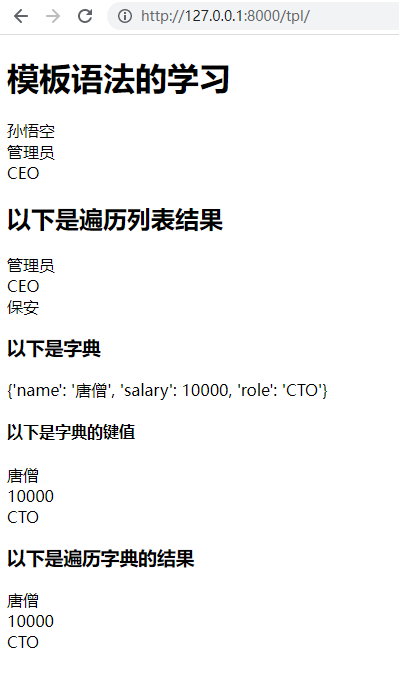 http://127.0.0.1:8000/tpl/
模板语法的学习
孙悟空
管理员
CEO
以下是遍历列表结果
管理员
CEO
保安
以下是字典
{'name': '唐僧', 'salary': 10000, 'role': 'CTO'}
以下是字典的键值
唐僧
10000
CTO
以下是遍历字典的结果
唐僧
10000
CTO